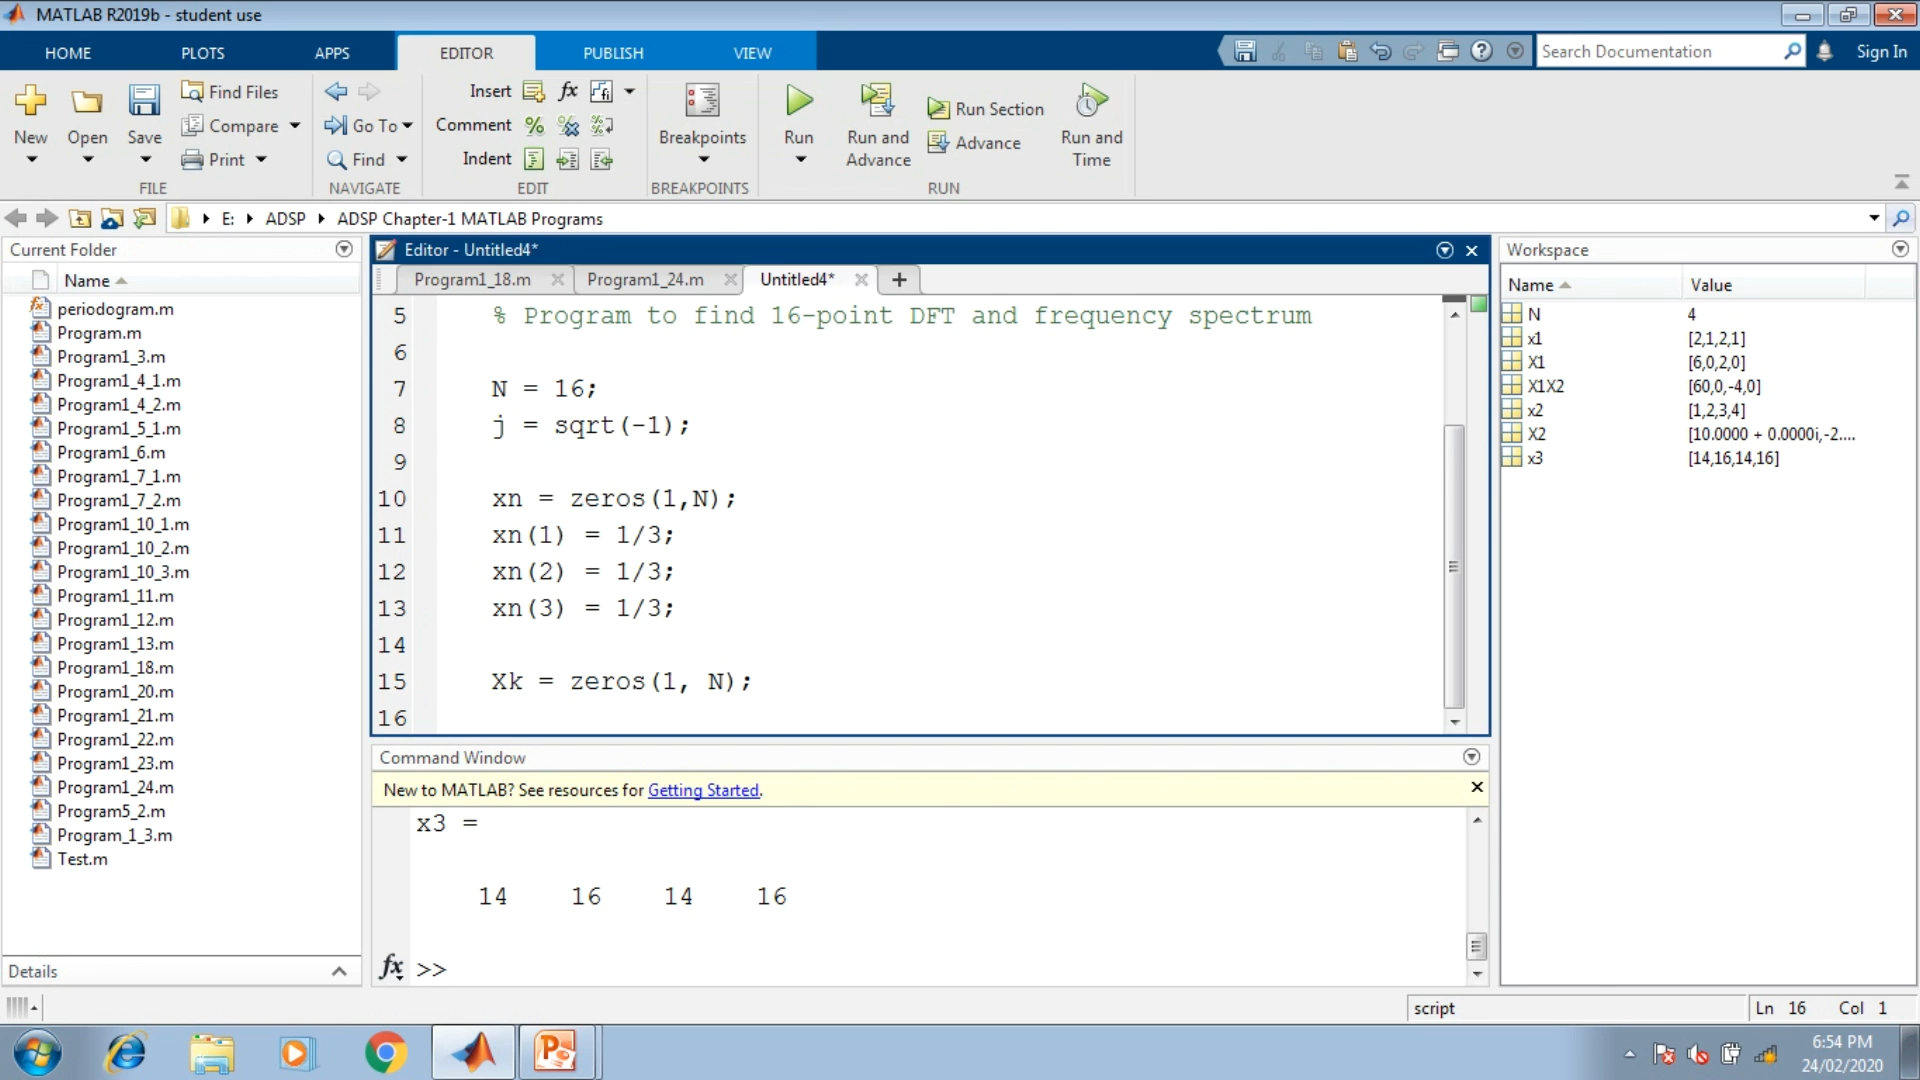 MATLAB R2019b - student use
HOME PLOTS APPS EDITOR PUBLISH VIEW
Search Documentation
Sign In
New
Open
Save
Find Files
Compare
Print
FILE
Go To
Find
NAVIGATE
Insert
Comment
Indent
EDIT
Breakpoints
BREAKPOINTS
Run
Run and
Advance
Run Section
Advance
Run and
Time
RUN
E: ADSP ADSP Chapter-1 MATLAB Programs
Current Folder
Name
periodogram.m
Program.m
Program1_3.m
Program1_4_1.m
Program1_4_2.m
Program1_5_1.m
Program1_6.m
Program1_7_1.m
Program1_7_2.m
Program1_10_1.m
Program1_10_2.m
Program1_10_3.m
Program1_11.m
Program1_12.m
Program1_13.m
Program1_18.m
Program1_20.m
Program1_21.m
Program1_22.m
Program1_23.m
Program1_24.m
Program5_2.m
Program_1_3.m
Test.m
Details
Editor - Untitled4*
Program1_18.m Program1_24.m Untitled4*
5 % Program to find 16-point DFT and frequency spectrum
6
7 N = 16;
8 j = sqrt(-1);
9
10 xn = zeros(1,N);
11 xn(1) = 1/3;
12 xn(2) = 1/3;
13 xn(3) = 1/3;
14
15 Xk = zeros(1, N);
16
Command Window
New to MATLAB? See resources for Getting Started.
x3 =
14 16 14 16
fx >>
Workspace
Name Value
N 4
x1 [2,1,2,1]
X1 [6,0,2,0]
X1X2 [60,0,-4,0]
x2 [1,2,3,4]
X2 [10.0000 + 0.0000i,-2....
x3 [14,16,14,16]
script Ln 16 Col 1
6:54 PM
24/02/2020